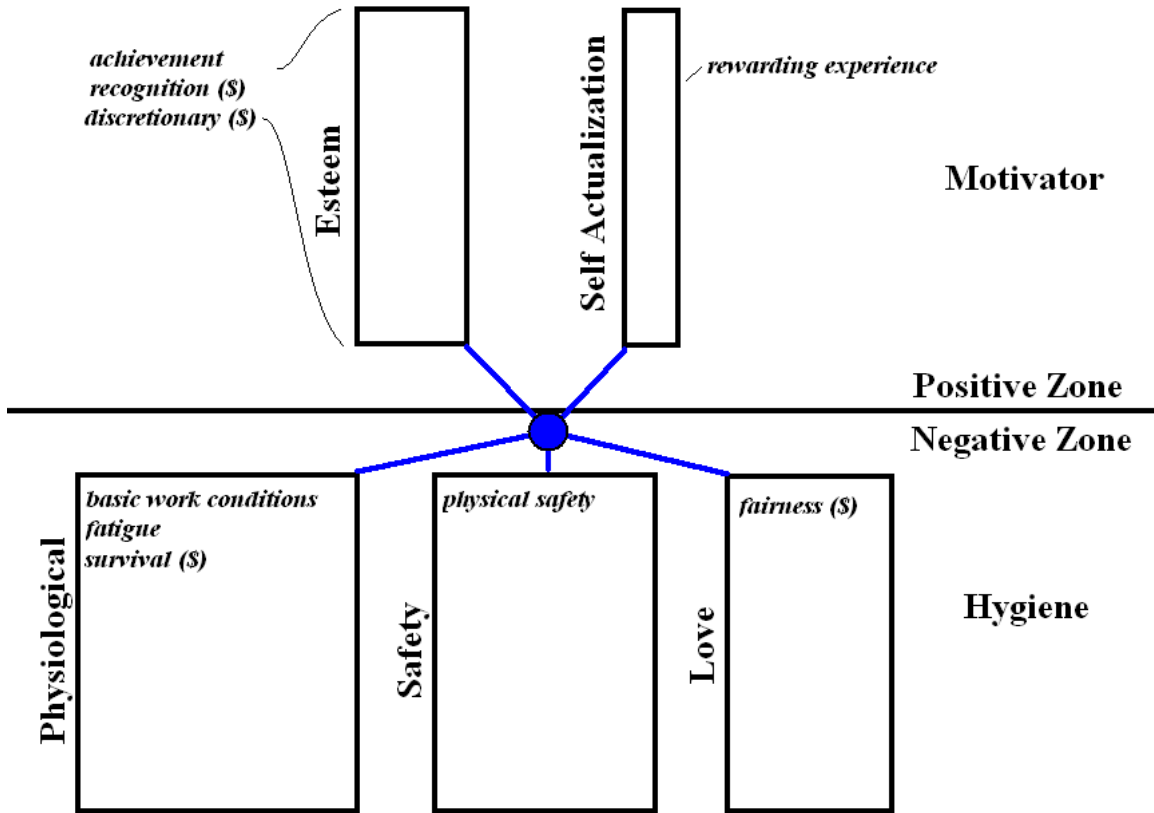 achievement
recognition ($)
discretionary ($)
Esteem
Self Actualization
rewarding experience
Motivator
Positive Zone
Negative Zone
Physiological
basic work conditions
fatigue
survival ($)
Safety
physical safety
Love
fairness ($)
Hygiene